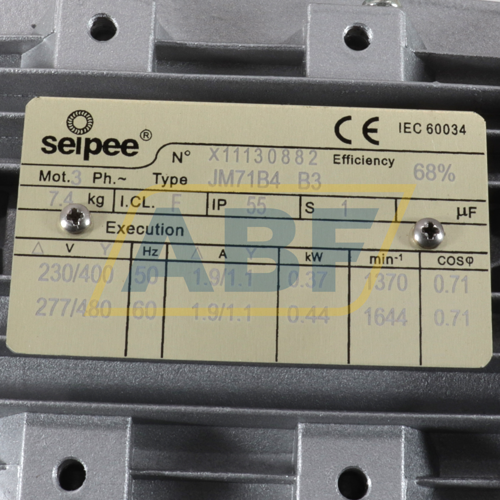 seipee®
CE IEC 60034
N° X11130882 Efficiency 68%
Mot. 3 Ph.~ Type JM71B4 B3
7.4 kg I.CL. F IP 55 S 1 µF
Execution
△ V Y Hz △ A Y kW min⁻¹ COSφ
230/400 50 1.9/1.1 0.37 1370 0.71
277/480 60 1.9/1.1 0.44 1644 0.71
ABF